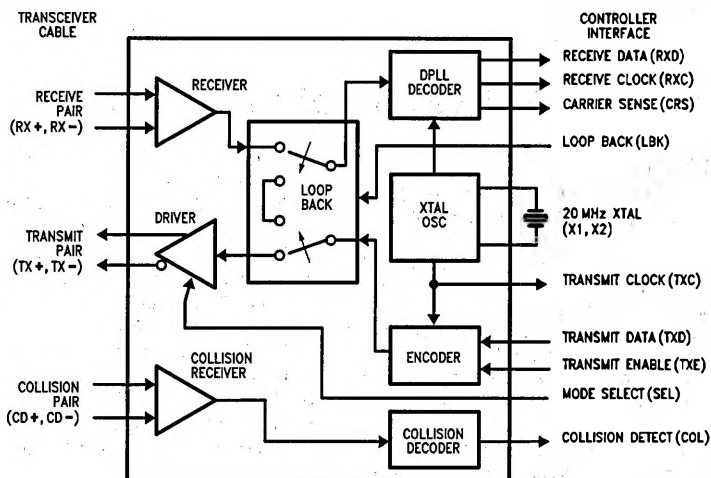 TRANSCEIVER
CABLE
CONTROLLER
INTERFACE
RECEIVER
DPLL
DECODER
RECEIVE DATA (RXD)
RECEIVE CLOCK (RXC)
CARRIER SENSE (CRS)
RECEIVE
PAIR
(RX+, RX-)
LOOP BACK (LBK)
LOOP
BACK
DRIVER
XTAL
OSC
20 MHz XTAL
(X1, X2)
TRANSMIT
PAIR
(TX+, TX-)
TRANSMIT CLOCK (TXC)
ENCODER
TRANSMIT DATA (TXD)
TRANSMIT ENABLE (TXE)
MODE SELECT (SEL)
COLLISION
RECEIVER
COLLISION
PAIR
(CD+, CD-)
COLLISION
DECODER
COLLISION DETECT (COL)